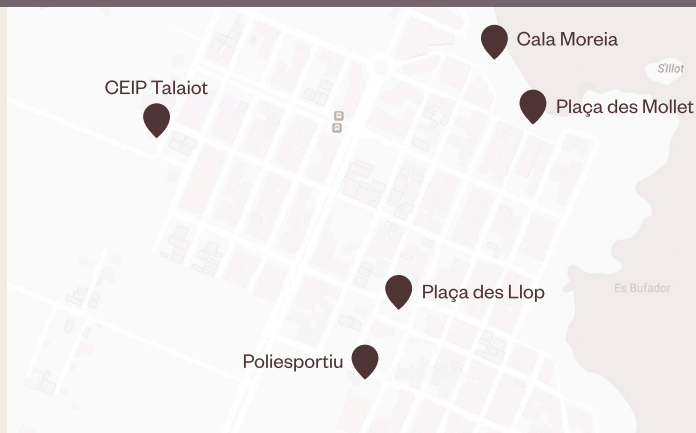 Cala Moreia
S'illot
CEIP Talaiot
Plaça des Mollet
Plaça des Llop
Es Bufador
Poliesportiu